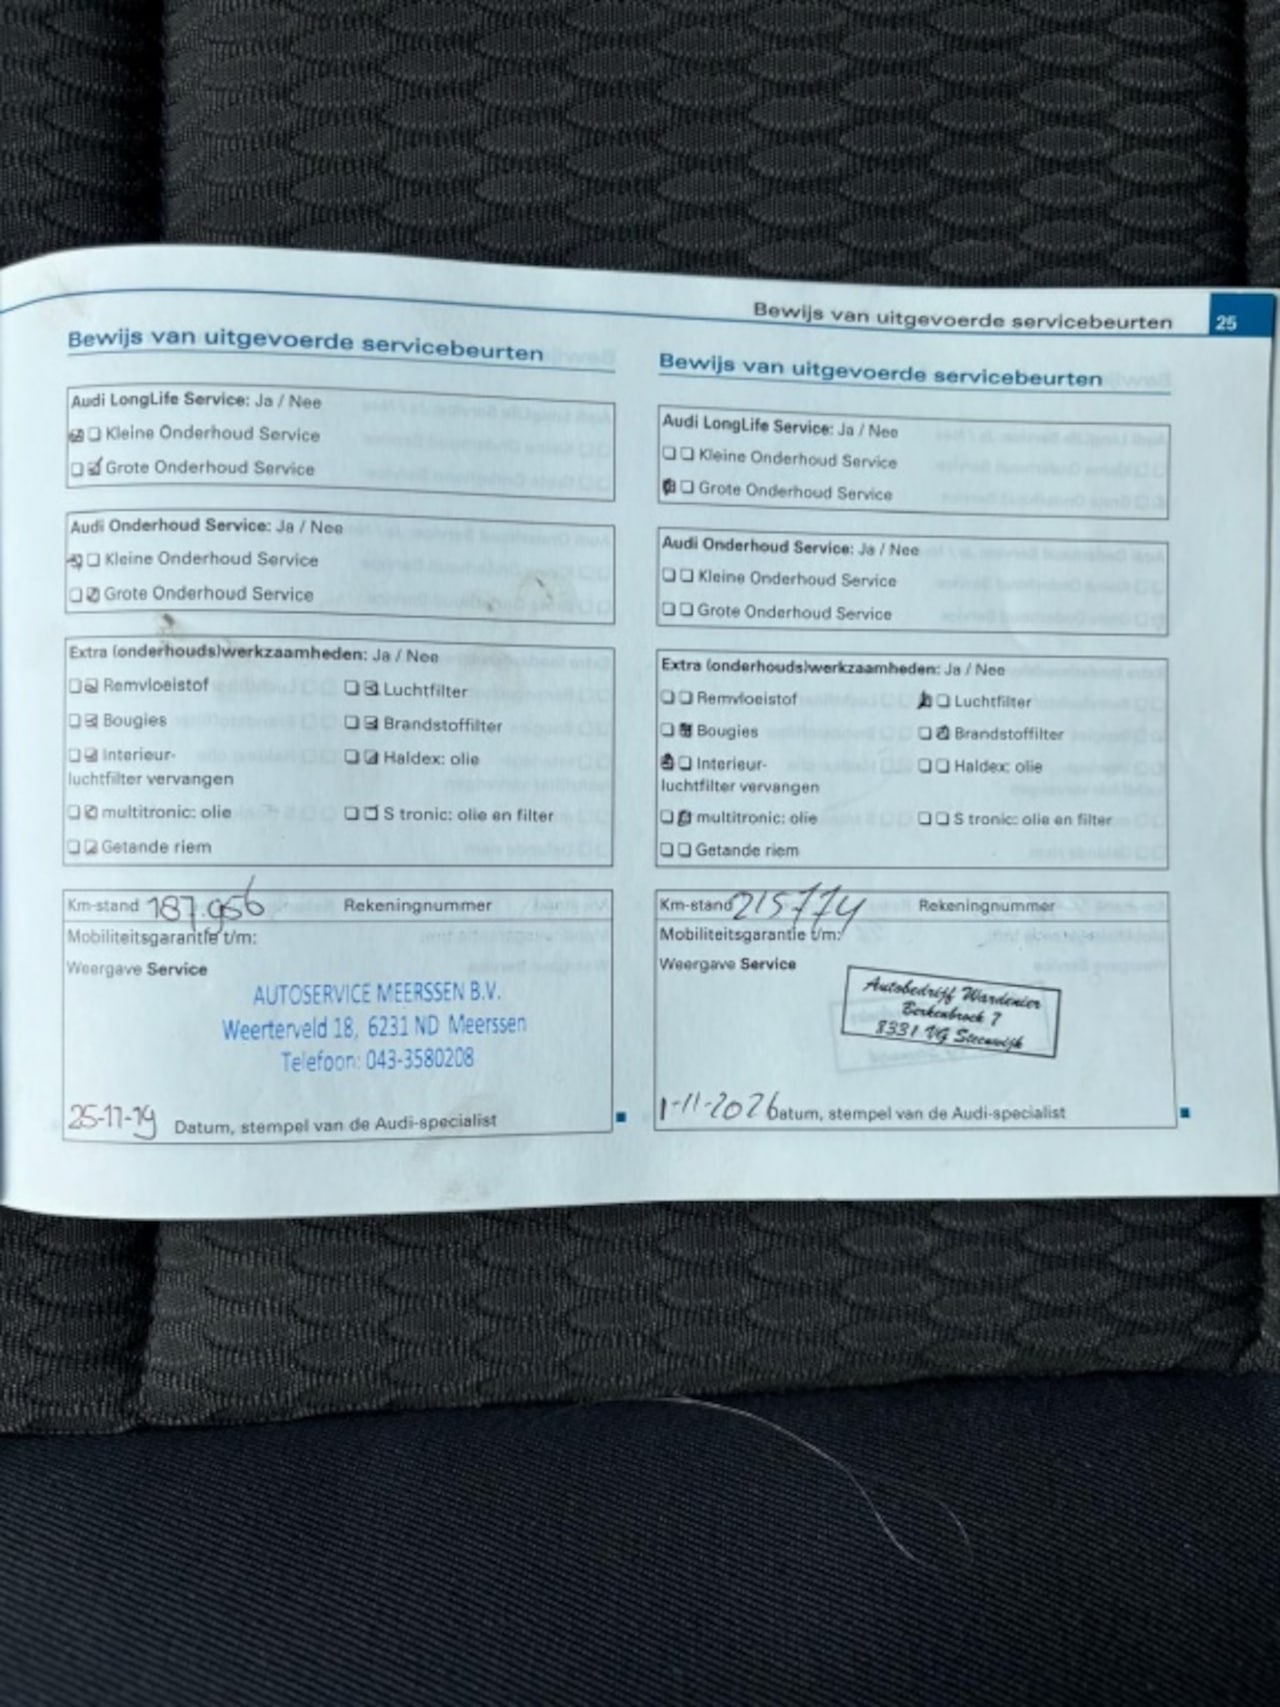 Bewijs van uitgevoerde servicebeurten 25
Bewijs van uitgevoerde servicebeurten
Audi LongLife Service: Ja / Nee
Kleine Onderhoud Service
Grote Onderhoud Service
Audi Onderhoud Service: Ja / Nee
Kleine Onderhoud Service
Grote Onderhoud Service
Extra (onderhouds)werkzaamheden: Ja / Nee
Remvloeistof Luchtfilter
Bougies Brandstoffilter
Interieur- Haldex: olie
luchtfilter vervangen
multitronic: olie S tronic: olie en filter
Getande riem
Km-stand 187.956 Rekeningnummer
Mobiliteitsgarantie t/m:
Weergave Service
AUTOSERVICE MEERSSEN B.V.
Weerterveld 18, 6231 ND Meerssen
Telefoon: 043-3580208
25-11-19 Datum, stempel van de Audi-specialist
Bewijs van uitgevoerde servicebeurten
Audi LongLife Service: Ja / Nee
Kleine Onderhoud Service
Grote Onderhoud Service
Audi Onderhoud Service: Ja / Nee
Kleine Onderhoud Service
Grote Onderhoud Service
Extra (onderhouds)werkzaamheden: Ja / Nee
Remvloeistof Luchtfilter
Bougies Brandstoffilter
Interieur- Haldex: olie
luchtfilter vervangen
multitronic: olie S tronic: olie en filter
Getande riem
Km-stand 215774 Rekeningnummer
Mobiliteitsgarantie t/m:
Weergave Service
Autobedrijf Wardenier
Berkenbroek 7
8331 VG Steenwijk
1-11-2026 Datum, stempel van de Audi-specialist